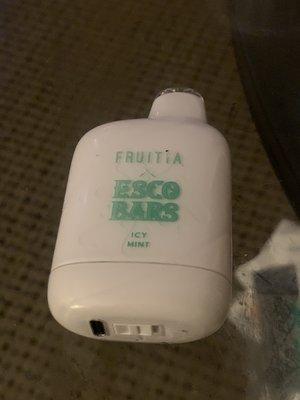 FRUITIA
X
ESCO
BARS
ICY
MINT